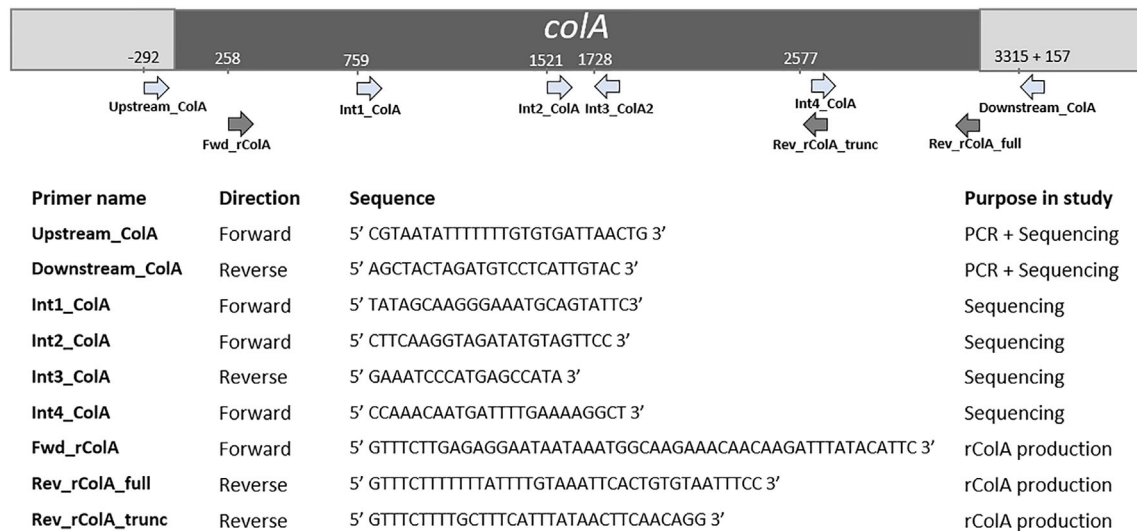 colA
-292 258 759 1521 1728 2577 3315 + 157
Upstream_ColA Int1_ColA Int2_ColA Int3_ColA2 Int4_ColA Downstream_ColA
Fwd_rColA Rev_rColA_trunc Rev_rColA_full
Primer name Direction Sequence Purpose in study
Upstream_ColA Forward 5’ CGTAATATTTTTTTGTGTGATTAACTG 3’ PCR + Sequencing
Downstream_ColA Reverse 5’ AGCTACTAGATGTCCTCATTGTAC 3’ PCR + Sequencing
Int1_ColA Forward 5’ TATAGCAAGGGAAATGCAGTATTC3’ Sequencing
Int2_ColA Forward 5’ CTTCAAGGTAGATATGTAGTTCC 3’ Sequencing
Int3_ColA Reverse 5’ GAAATCCCATGAGCCATA 3’ Sequencing
Int4_ColA Forward 5’ CCAAACAATGATTTTGAAAAGGCT 3’ Sequencing
Fwd_rColA Forward 5’ GTTTCTTGAGAGGAATAATAAATGGCAAGAAACAACAAGATTTATACATTC 3’ rColA production
Rev_rColA_full Reverse 5’ GTTTCTTTTTTTATTTTGTAAATTCACTGTGTAATTTCC 3’ rColA production
Rev_rColA_trunc Reverse 5’ GTTTCTTTTGCTTTCATTTATAACTTCAACAGG 3’ rColA production